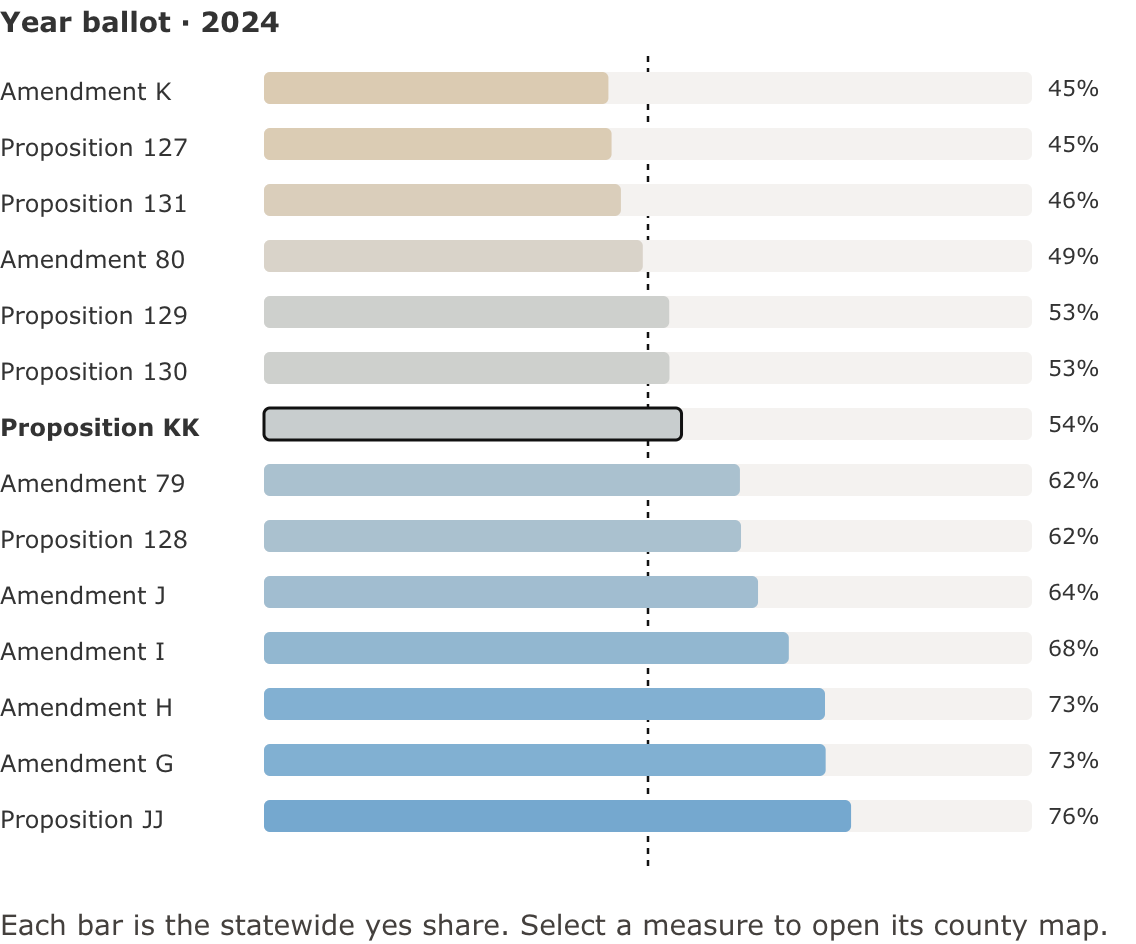 Year ballot · 2024
Amendment K 45%
Proposition 127 45%
Proposition 131 46%
Amendment 80 49%
Proposition 129 53%
Proposition 130 53%
Proposition KK 54%
Amendment 79 62%
Proposition 128 62%
Amendment J 64%
Amendment I 68%
Amendment H 73%
Amendment G 73%
Proposition JJ 76%
Each bar is the statewide yes share. Select a measure to open its county map.